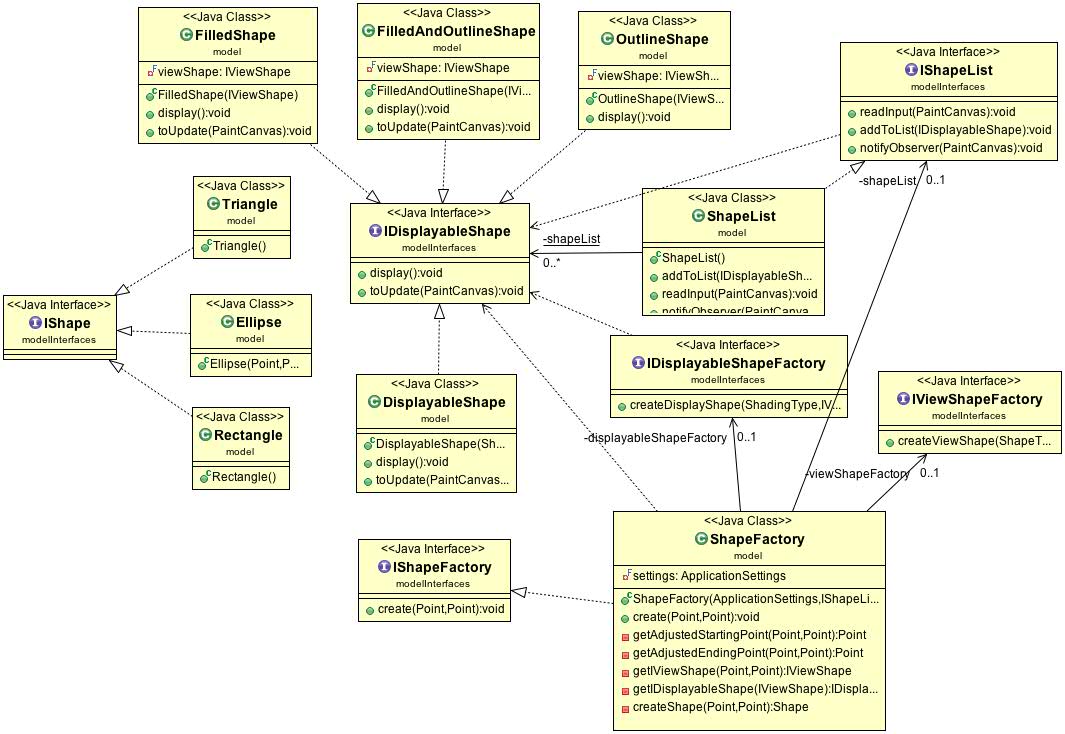 <<Java Class>>
FilledShape
model
viewShape: IViewShape
FilledShape(IViewShape)
display():void
toUpdate(PaintCanvas):void
<<Java Class>>
FilledAndOutlineShape
model
viewShape: IViewShape
FilledAndOutlineShape(IVi...
display():void
toUpdate(PaintCanvas):void
<<Java Class>>
OutlineShape
model
viewShape: IViewSh...
OutlineShape(IViewS...
display():void
<<Java Interface>>
IShapeList
modelInterfaces
readInput(PaintCanvas):void
addToList(IDisplayableShape):void
notifyObserver(PaintCanvas):void
<<Java Class>>
Triangle
model
Triangle()
<<Java Interface>>
IDisplayableShape
modelInterfaces
display():void
toUpdate(PaintCanvas):void
-shapeList
0..*
<<Java Class>>
ShapeList
model
ShapeList()
addToList(IDisplayableSh...
readInput(PaintCanvas):void
notifyObserver(PaintCanva...
-shapeList
0..1
<<Java Interface>>
IShape
modelInterfaces
<<Java Class>>
Ellipse
model
Ellipse(Point,P...
<<Java Class>>
Rectangle
model
Rectangle()
<<Java Class>>
DisplayableShape
model
DisplayableShape(Sh...
display():void
toUpdate(PaintCanvas...
<<Java Interface>>
IDisplayableShapeFactory
modelInterfaces
createDisplayShape(ShadingType,IV...
-displayableShapeFactory
0..1
<<Java Interface>>
IViewShapeFactory
modelInterfaces
createViewShape(ShapeT...
-viewShapeFactory
0..1
<<Java Interface>>
IShapeFactory
modelInterfaces
create(Point,Point):void
<<Java Class>>
ShapeFactory
model
settings: ApplicationSettings
ShapeFactory(ApplicationSettings,IShapeLi...
create(Point,Point):void
getAdjustedStartingPoint(Point,Point):Point
getAdjustedEndingPoint(Point,Point):Point
getIViewShape(Point,Point):IViewShape
getIDisplayableShape(IViewShape):IDispla...
createShape(Point,Point):Shape